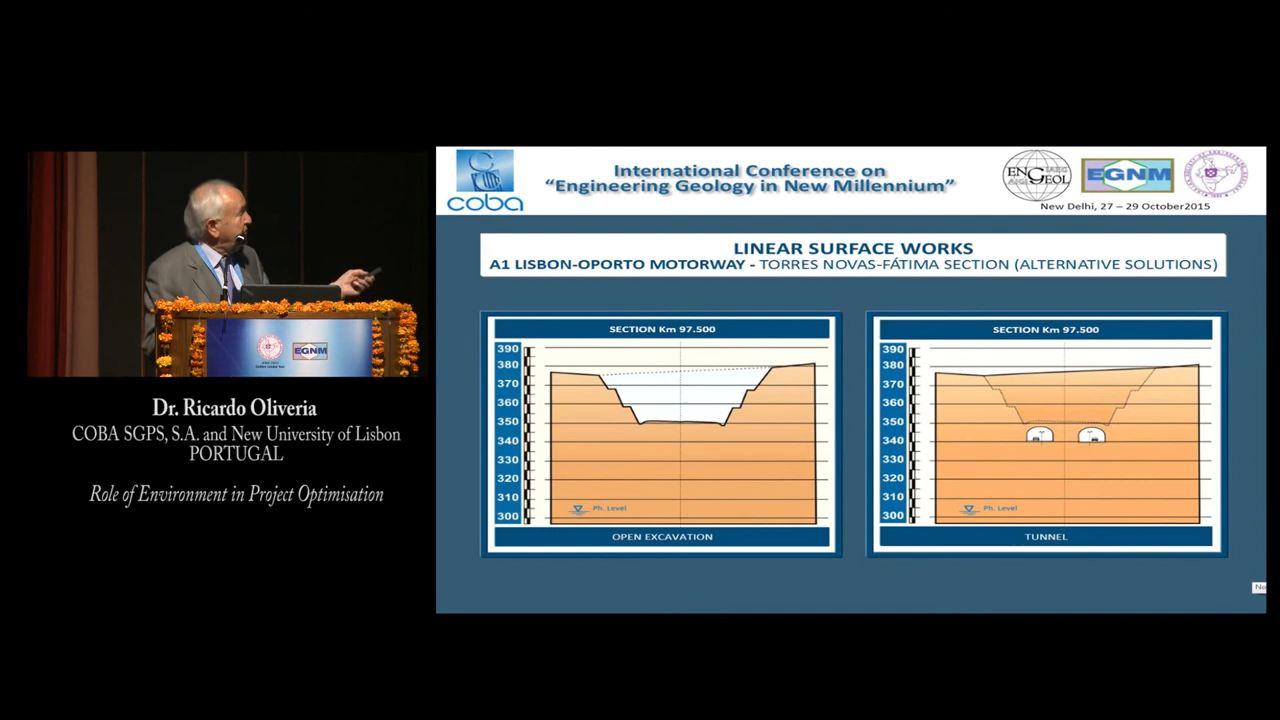 International Conference on
“Engineering Geology in New Millennium”
coba
ENGEOL
EGNM
New Delhi, 27 – 29 October2015
LINEAR SURFACE WORKS
A1 LISBON-OPORTO MOTORWAY - TORRES NOVAS-FÁTIMA SECTION (ALTERNATIVE SOLUTIONS)
SECTION Km 97.500
390
380
370
360
350
340
330
320
310
300
Ph. Level
OPEN EXCAVATION
SECTION Km 97.500
390
380
370
360
350
340
330
320
310
300
Ph. Level
TUNNEL
EGNM
Dr. Ricardo Oliveria
COBA SGPS, S.A. and New University of Lisbon
PORTUGAL
Role of Environment in Project Optimisation